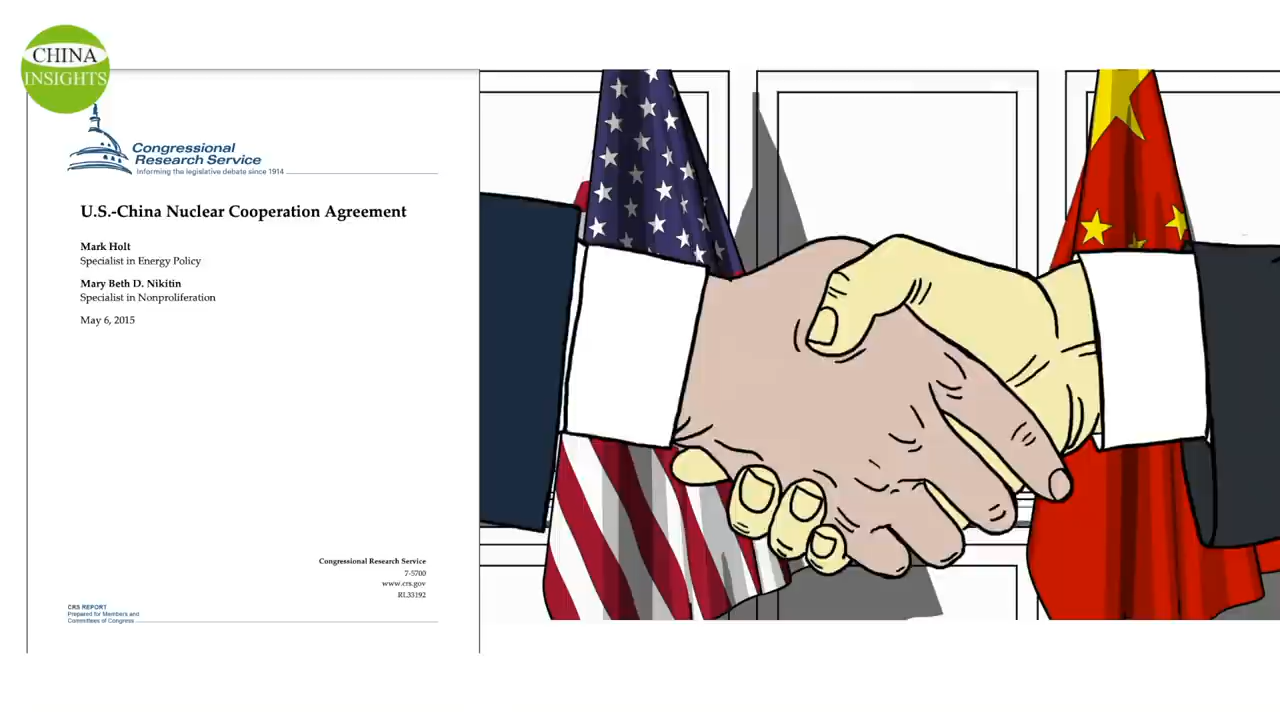 CHINA
INSIGHTS
Congressional
Research Service
Informing the legislative debate since 1914
U.S.-China Nuclear Cooperation Agreement
Mark Holt
Specialist in Energy Policy
Mary Beth D. Nikitin
Specialist in Nonproliferation
May 6, 2015
Congressional Research Service
7-5700
www.crs.gov
RL33192
CRS REPORT
Prepared for Members and
Committees of Congress